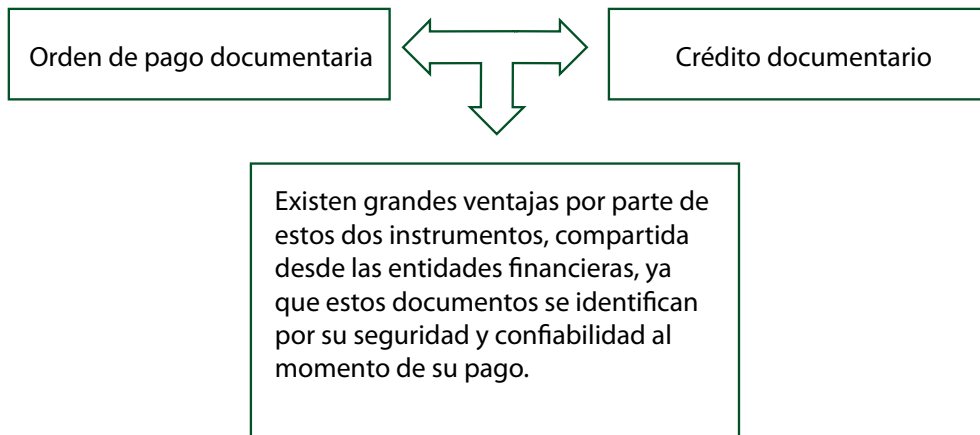 Orden de pago documentaria
Crédito documentario
Existen grandes ventajas por parte de
estos dos instrumentos, compartida
desde las entidades financieras, ya
que estos documentos se identifican
por su seguridad y confiabilidad al
momento de su pago.